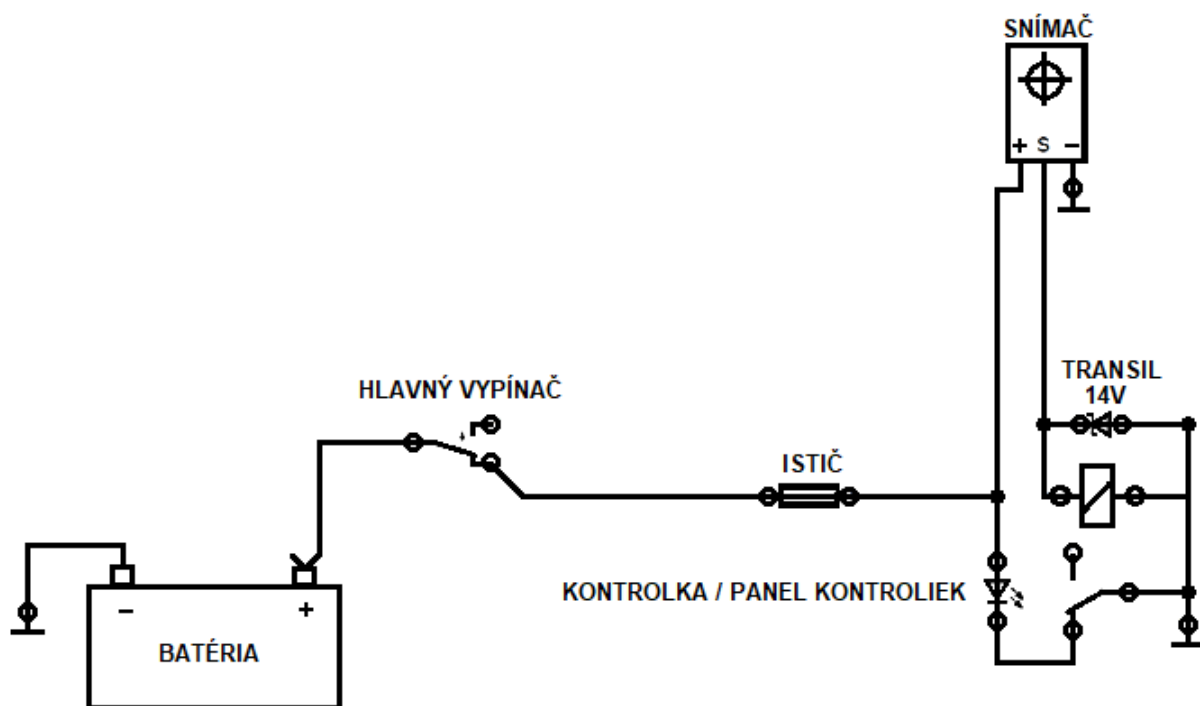 SNÍMAČ
+ S −
TRANSIL
14V
HLAVNÝ VYPÍNAČ
ISTIČ
KONTROLKA / PANEL KONTROLIEK
− +
BATÉRIA